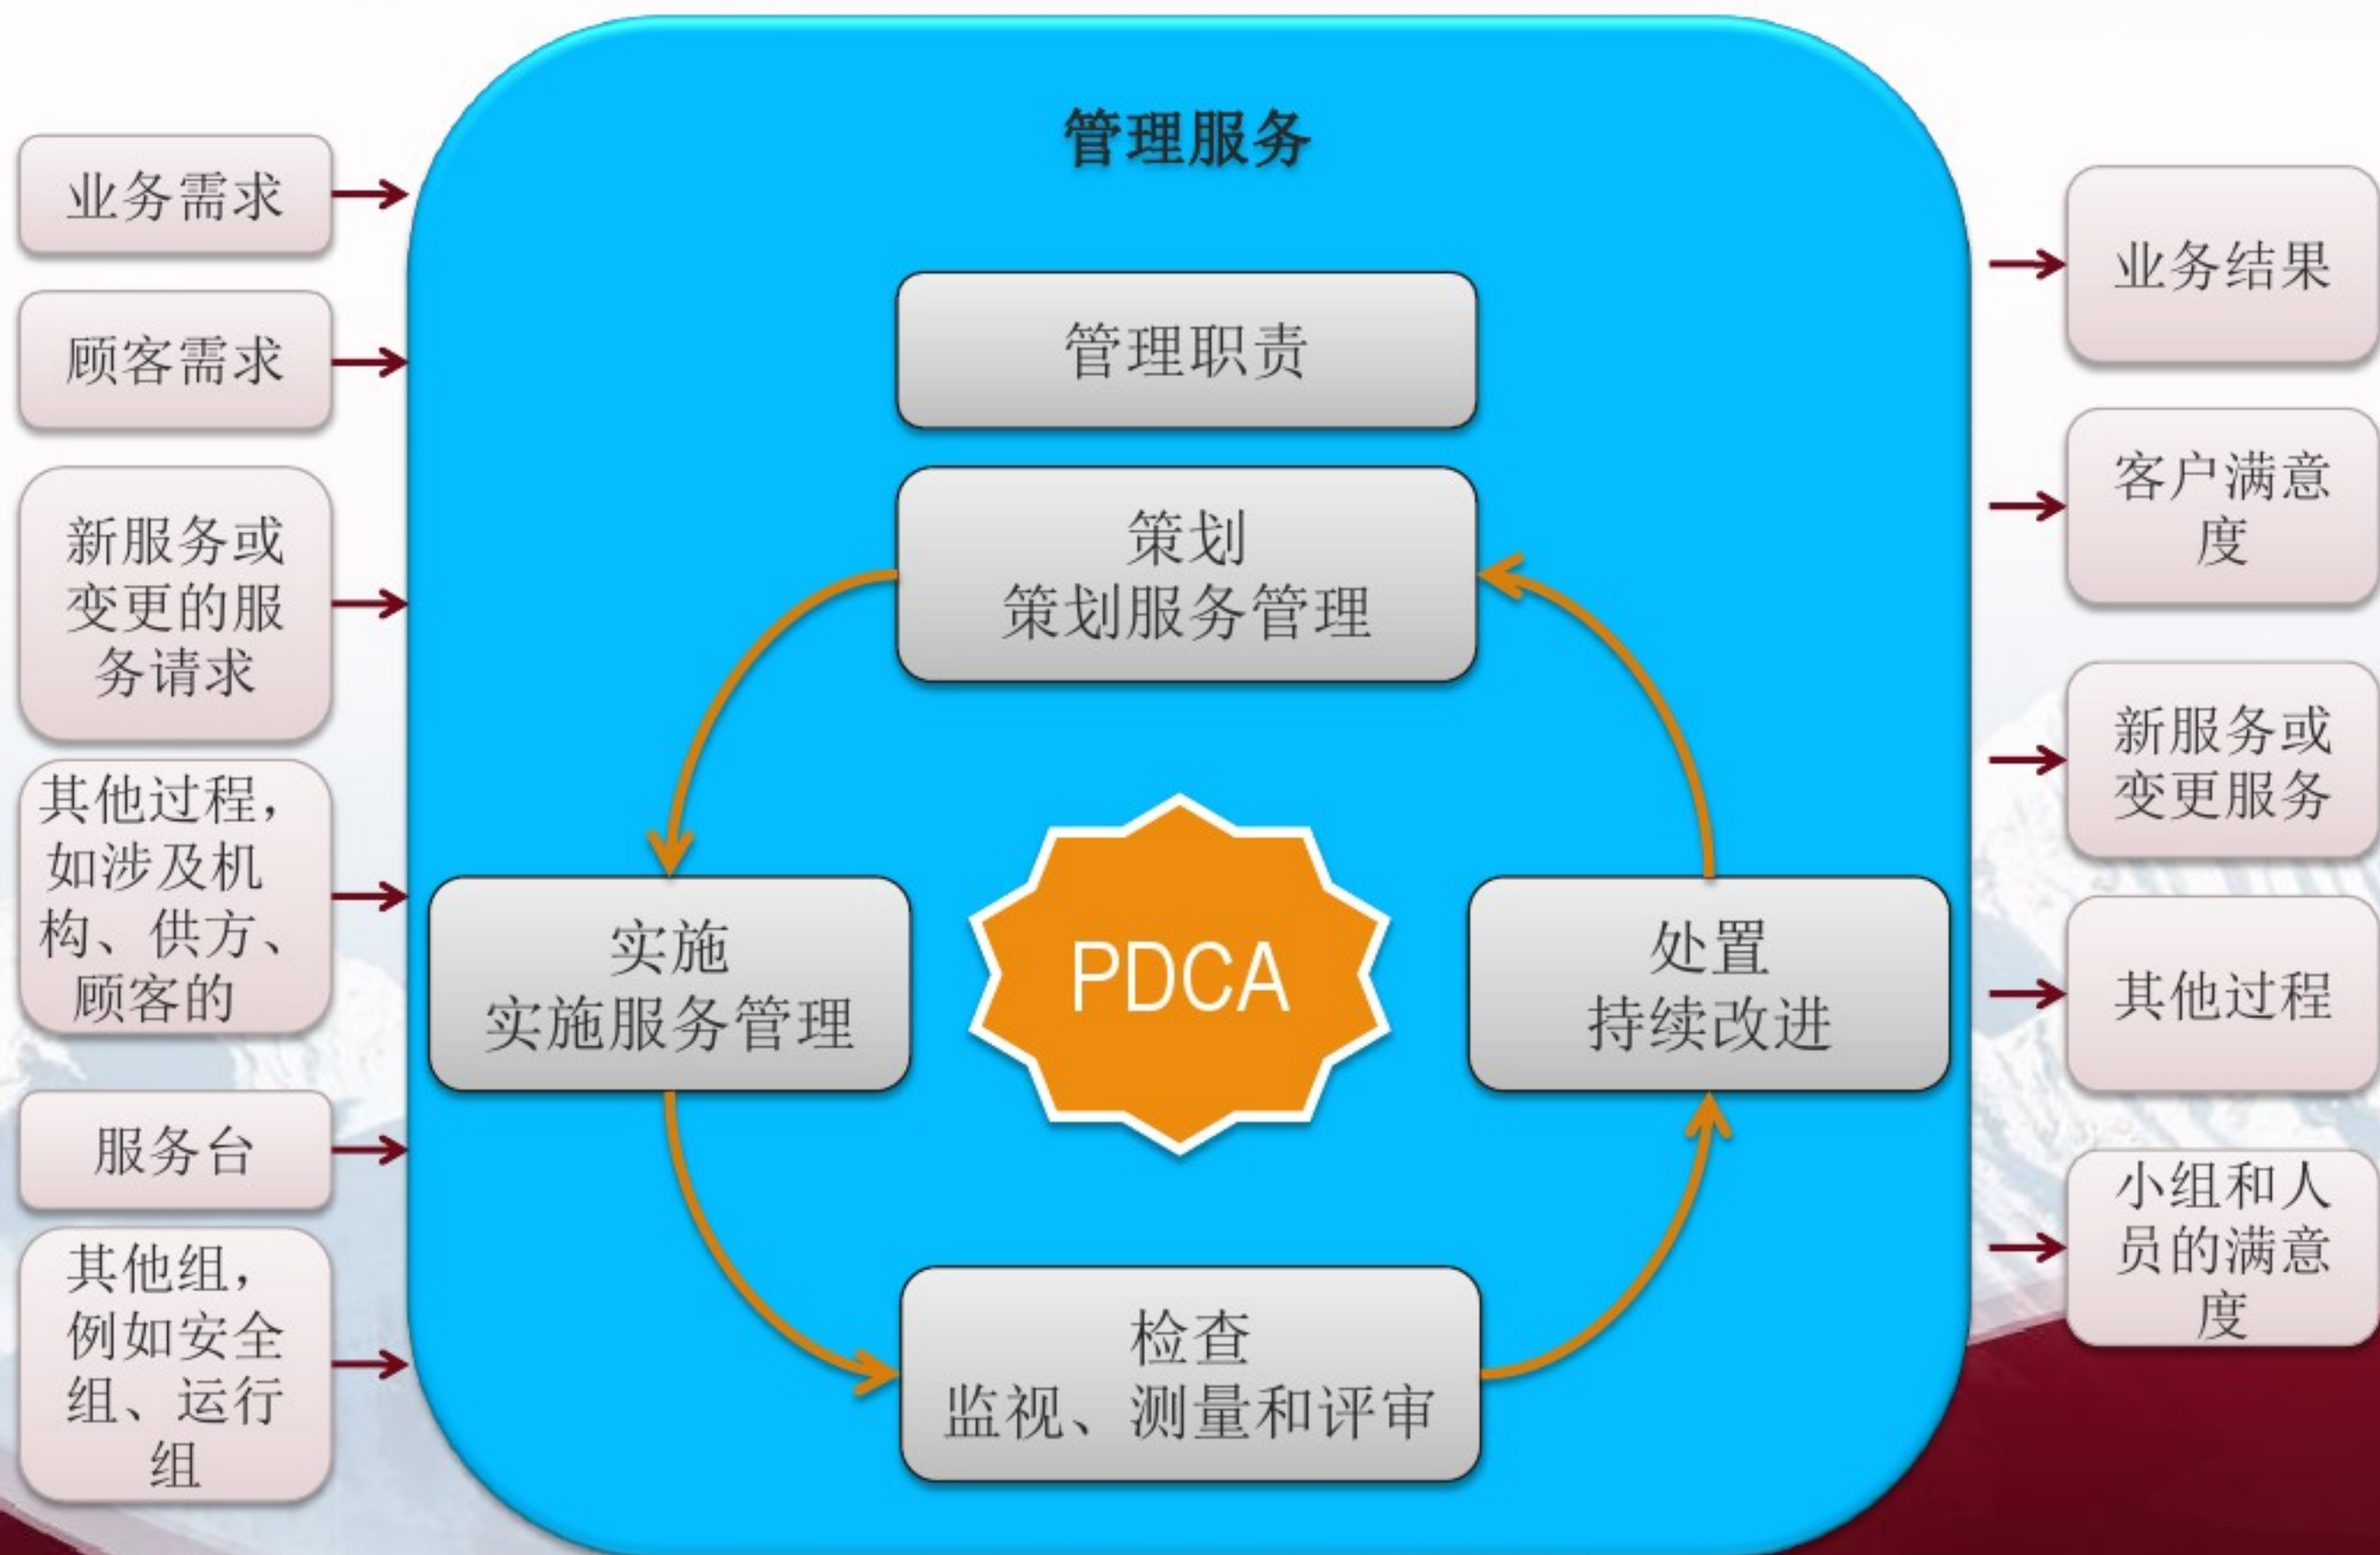 管理服务
业务需求
顾客需求
新服务或
变更的服
务请求
其他过程，
如涉及机
构、供方、
顾客的
服务台
其他组，
例如安全
组、运行
组
管理职责
策划
策划服务管理
实施
实施服务管理
PDCA
处置
持续改进
检查
监视、测量和评审
业务结果
客户满意
度
新服务或
变更服务
其他过程
小组和人
员的满意
度